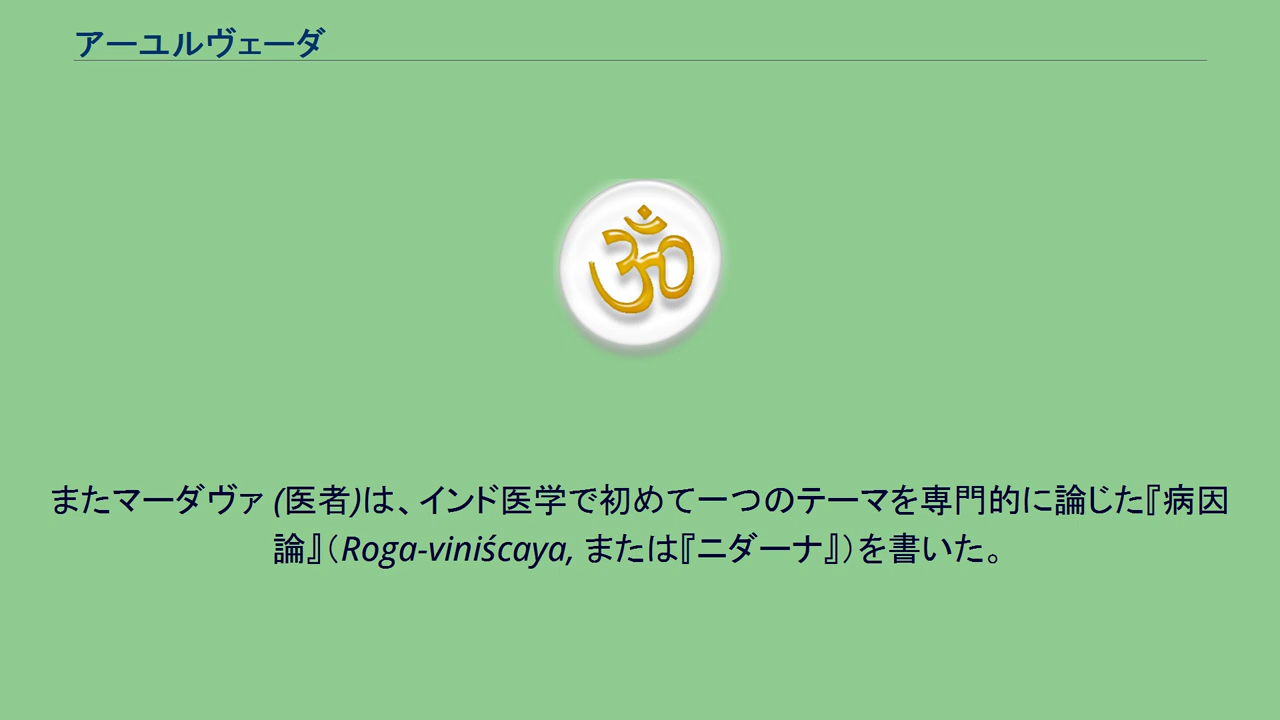 アーユルヴェーダ
ॐ
またマーダヴァ (医者)は、インド医学で初めて一つのテーマを専門的に論じた『病因
論』（Roga-viniścaya, または『ニダーナ』）を書いた。